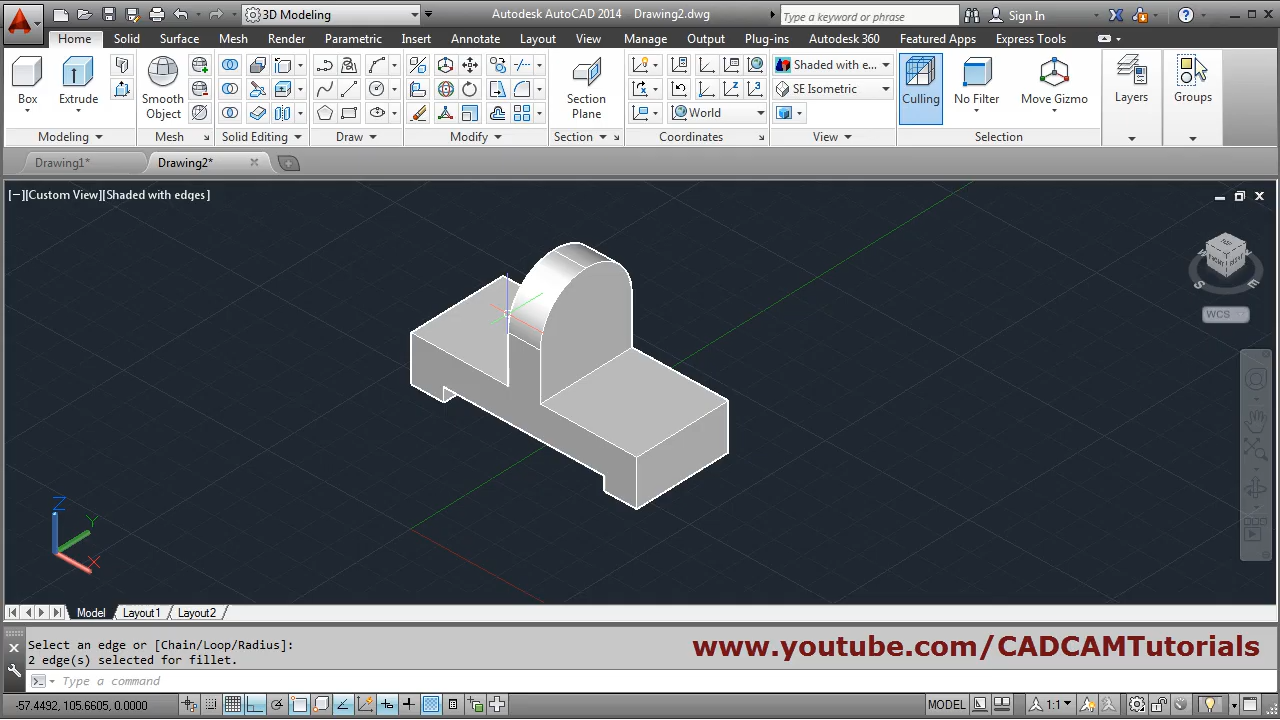 3D Modeling
Autodesk AutoCAD 2014 Drawing2.dwg
Type a keyword or phrase
Sign In
Home Solid Surface Mesh Render Parametric Insert Annotate Layout View Manage Output Plug-ins Autodesk 360 Featured Apps Express Tools
Shaded with e...
SE Isometric
World
Box
Extrude
Smooth
Object
Section
Plane
Culling
No Filter
Move Gizmo
Layers
Groups
Modeling Mesh Solid Editing Draw Modify Section Coordinates View Selection
Drawing1* Drawing2*
[−][Custom View][Shaded with edges]
S E
WCS
Z
Y
X
Model Layout1 Layout2
Select an edge or [Chain/Loop/Radius]:
2 edge(s) selected for fillet.
Type a command
www.youtube.com/CADCAMTutorials
-57.4492, 105.6605, 0.0000
MODEL
1:1